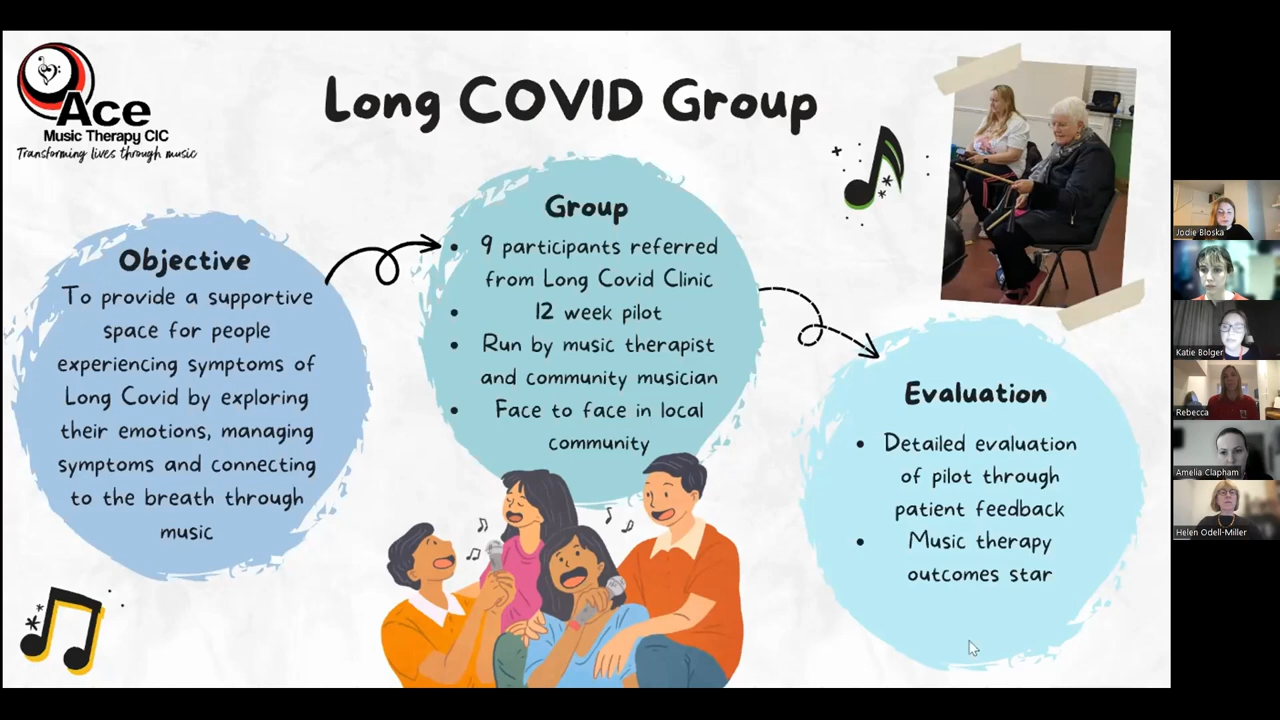 Ace
Music Therapy CIC
Transforming lives through music
Long COVID Group
Objective
To provide a supportive
space for people
experiencing symptoms of
Long Covid by exploring
their emotions, managing
symptoms and connecting
to the breath through
music
Group
• 9 participants referred
from Long Covid Clinic
• 12 week pilot
• Run by music therapist
and community musician
• Face to face in local
community
Evaluation
• Detailed evaluation
of pilot through
patient feedback
• Music therapy
outcomes star
Jodie Bloska
Katie Bolger
Rebecca
Amelia Clapham
Helen Odell-Miller